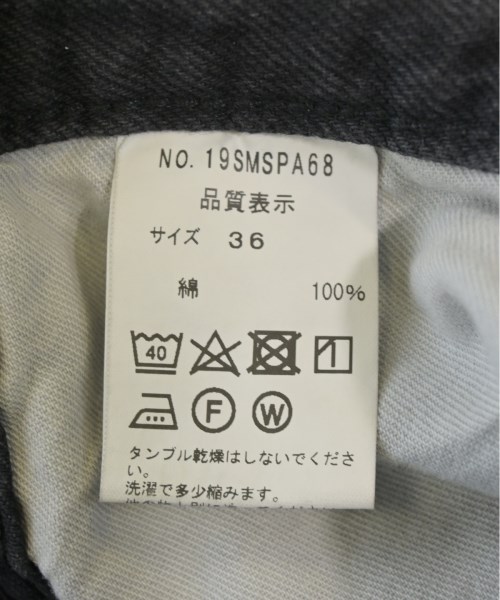 NO. 19SMSPA68
品質表示
サイズ 36
綿 100%
40
F W
タンブル乾燥はしないでくださ
い。
洗濯で多少縮みます。